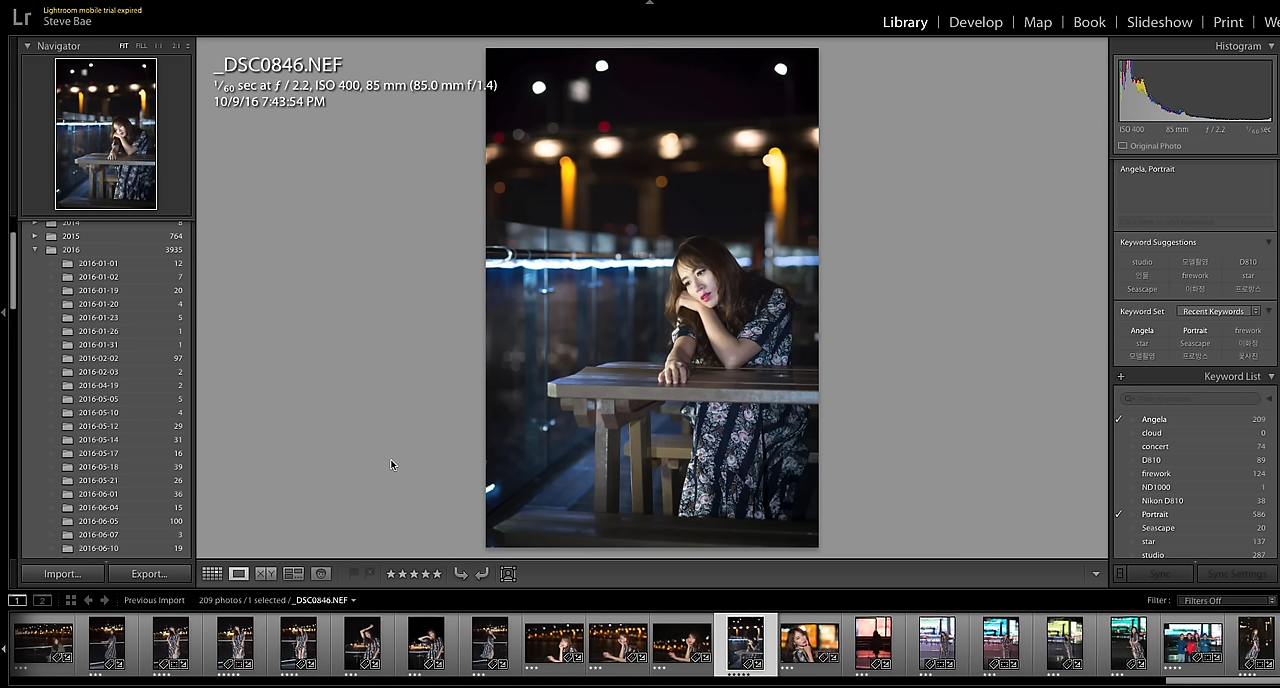 Lr
Lightroom mobile trial expired
Steve Bae
Library | Develop | Map | Book | Slideshow | Print | We
Navigator FIT FILL 1:1 2:1
2014 8
2015 764
2016 3935
2016-01-01 12
2016-01-02 7
2016-01-19 20
2016-01-20 4
2016-01-23 5
2016-01-26 1
2016-01-31 1
2016-02-02 97
2016-02-03 2
2016-04-19 2
2016-05-05 5
2016-05-10 4
2016-05-12 29
2016-05-14 31
2016-05-17 16
2016-05-18 39
2016-05-21 26
2016-06-01 36
2016-06-04 15
2016-06-05 100
2016-06-07 3
2016-06-10 19
Import...
Export...
_DSC0846.NEF
1/60 sec at ƒ / 2.2, ISO 400, 85 mm (85.0 mm f/1.4)
10/9/16 7:43:54 PM
Histogram
ISO 400 85 mm ƒ / 2.2 1/60 sec
Original Photo
Angela, Portrait
Keyword Suggestions
studio 모델촬영 D810
인물 firework star
Seascape 이화정 프로방스
Keyword Set Recent Keywords
Angela Portrait firework
star Seascape 이화정
모델촬영 프로방스 꽃사진
Keyword List
Angela 209
cloud 0
concert 74
D810 89
firework 124
ND1000 1
Nikon D810 38
Portrait 586
Seascape 20
star 137
studio 287
Sync
Sync Settings
X Y
1 2 Previous Import 209 photos / 1 selected / _DSC0846.NEF
Filter : Filters Off